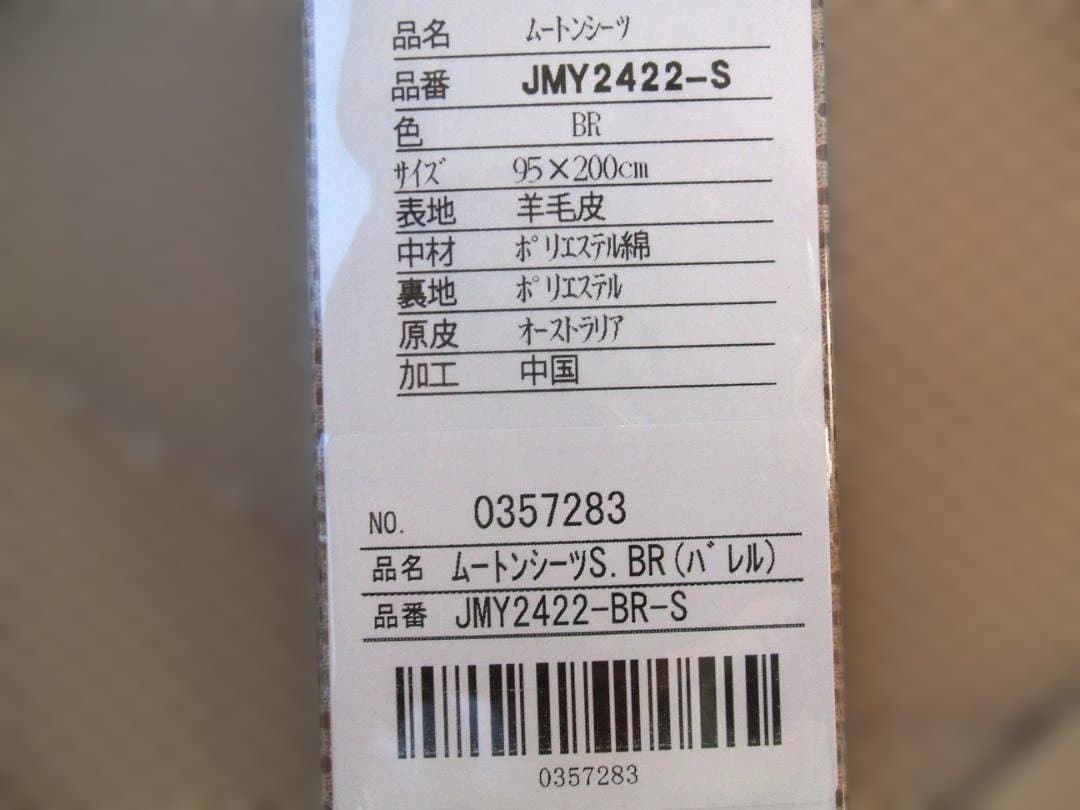 品名 ムートンシーツ
品番 JMY2422-S
色 BR
サイズ 95×200cm
表地 羊毛皮
中材 ポリエステル綿
裏地 ポリエステル
原皮 オーストラリア
加工 中国
NO. 0357283
品名 ムートンシーツS.BR(バレル)
品番 JMY2422-BR-S
0357283